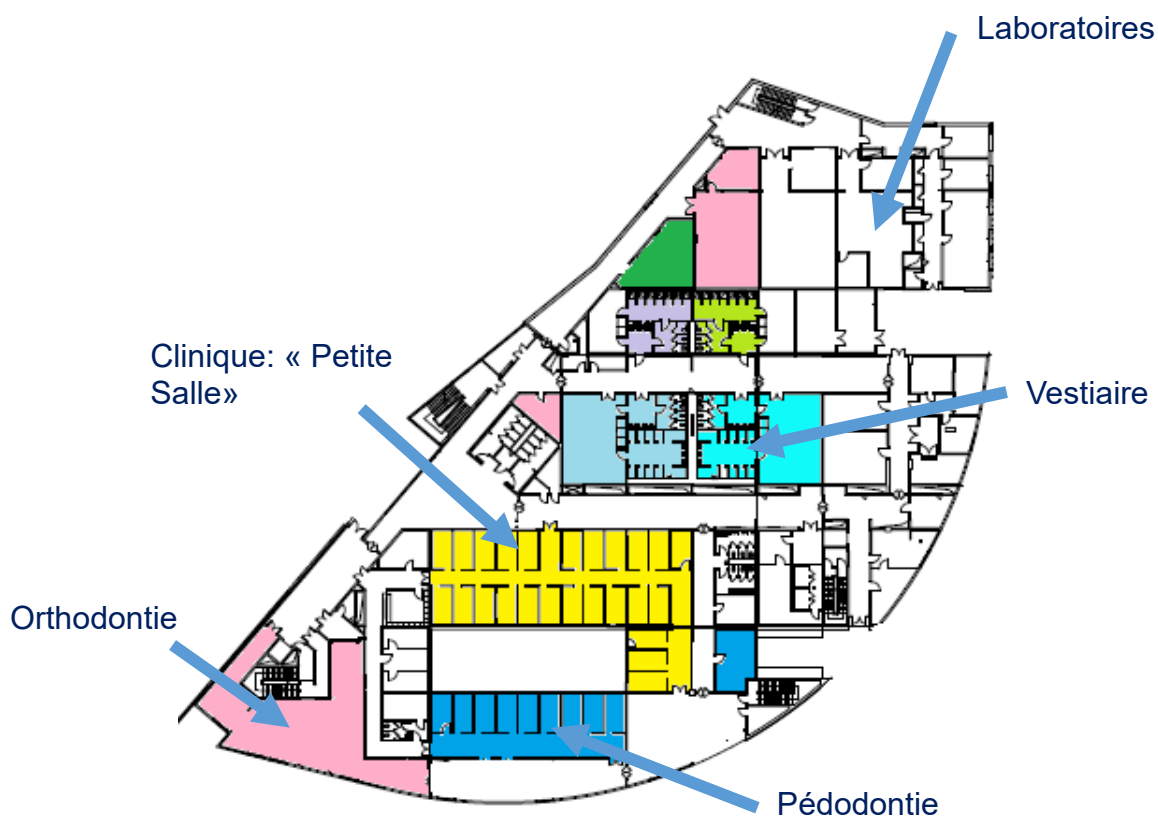 Laboratoires
Clinique: « Petite
Salle»
Vestiaire
Orthodontie
Pédodontie